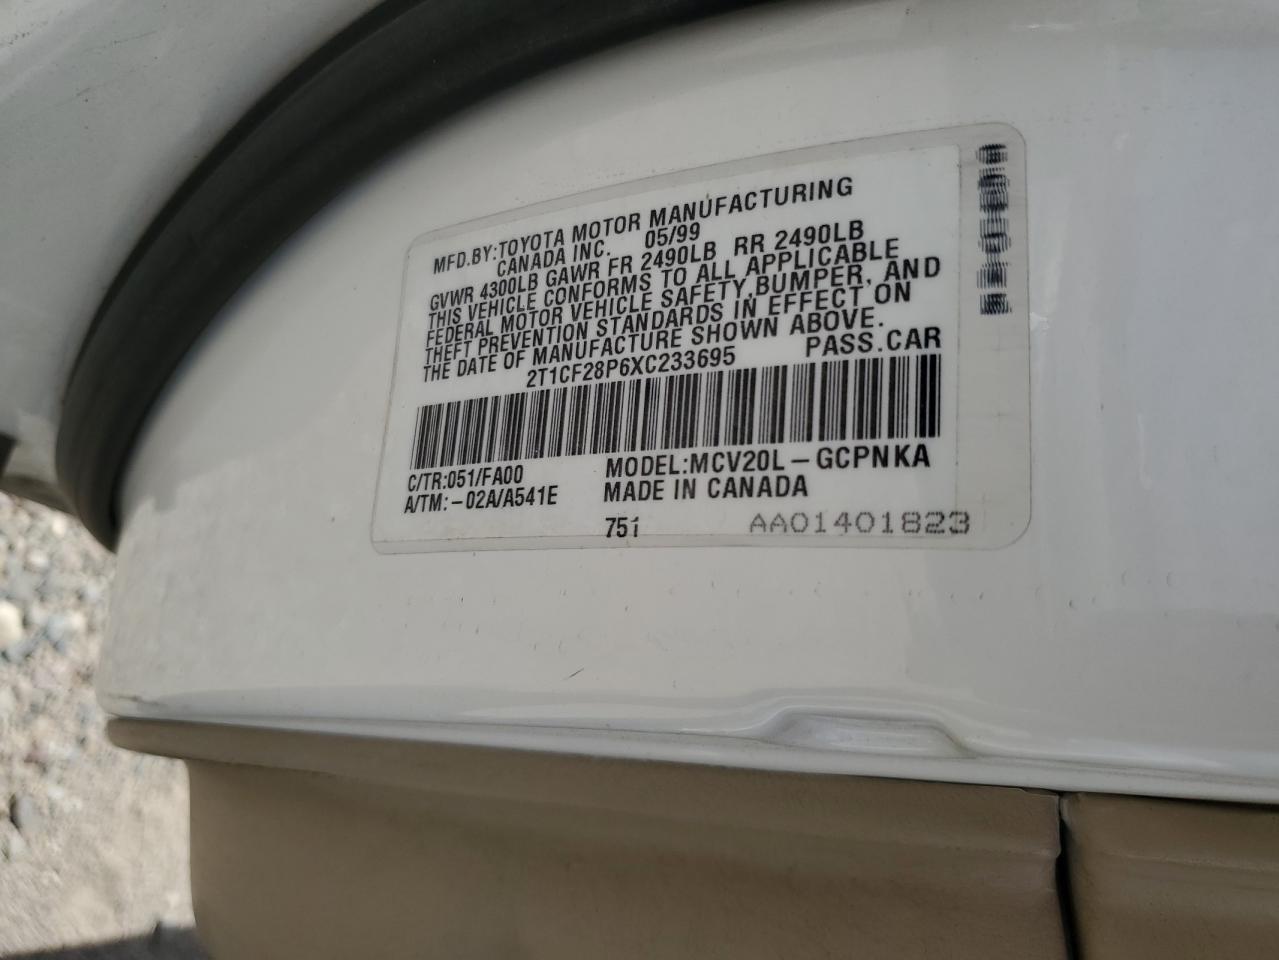 MFD.BY:TOYOTA MOTOR MANUFACTURING
CANADA INC. 05/99
GVWR 4300LB GAWR FR 2490LB RR 2490LB
THIS VEHICLE CONFORMS TO ALL APPLICABLE
FEDERAL MOTOR VEHICLE SAFETY,BUMPER, AND
THEFT PREVENTION STANDARDS IN EFFECT ON
THE DATE OF MANUFACTURE SHOWN ABOVE.
2T1CF28P6XC233695 PASS.CAR
C/TR:051/FA00 MODEL:MCV20L-GCPNKA
A/TM:-02A/A541E MADE IN CANADA
751 AA01401823